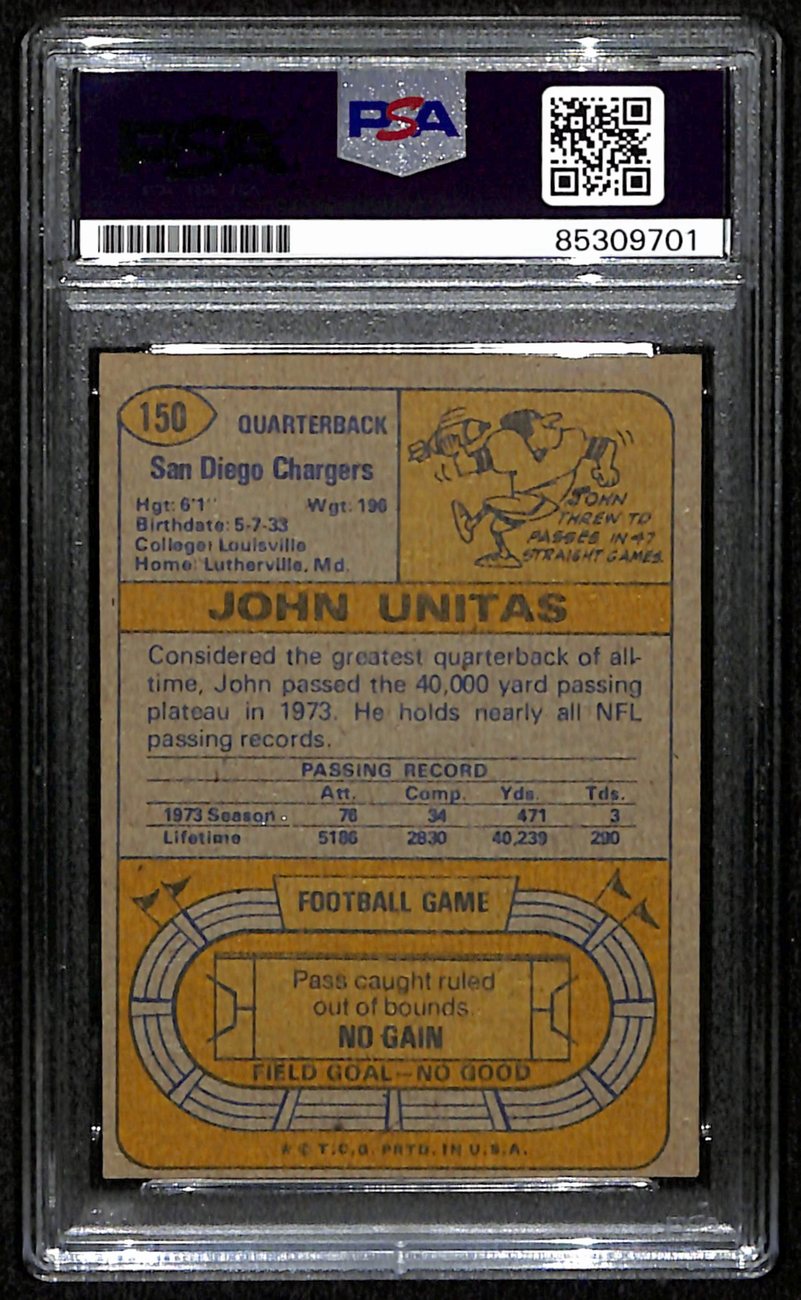 PSA
85309701
150
QUARTERBACK
San Diego Chargers
Hgt: 6'1" Wgt: 196
Birthdate: 5-7-33
College: Louisville
Home: Lutherville, Md.
JOHN
THREW TD
PASSES IN 47
STRAIGHT GAMES.
JOHN UNITAS
Considered the greatest quarterback of all-
time, John passed the 40,000 yard passing
plateau in 1973. He holds nearly all NFL
passing records.
PASSING RECORD
Att. Comp. Yds. Tds.
1973 Season 76 34 471 3
Lifetime 5186 2830 40,239 290
FOOTBALL GAME
Pass caught ruled
out of bounds.
NO GAIN
FIELD GOAL—NO GOOD
* © T.C.G. PRTD. IN U.S.A.